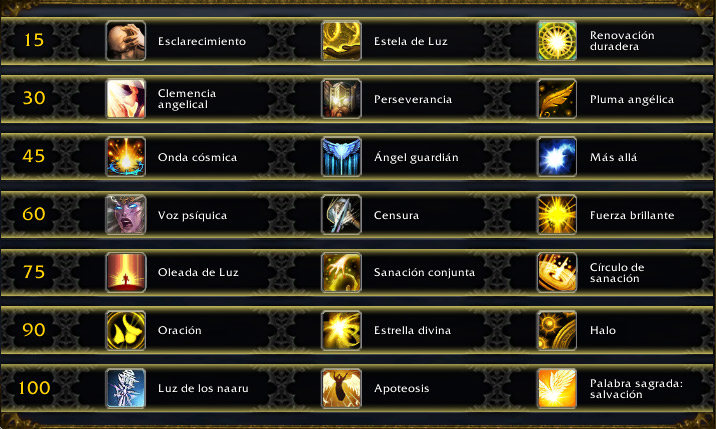 15
Esclarecimiento
Estela de Luz
Renovación
duradera
30
Clemencia
angelical
Perseverancia
Pluma angélica
45
Onda cósmica
Ángel guardián
Más allá
60
Voz psíquica
Censura
Fuerza brillante
75
Oleada de Luz
Sanación conjunta
Círculo de
sanación
90
Oración
Estrella divina
Halo
100
Luz de los naaru
Apoteosis
Palabra sagrada:
salvación